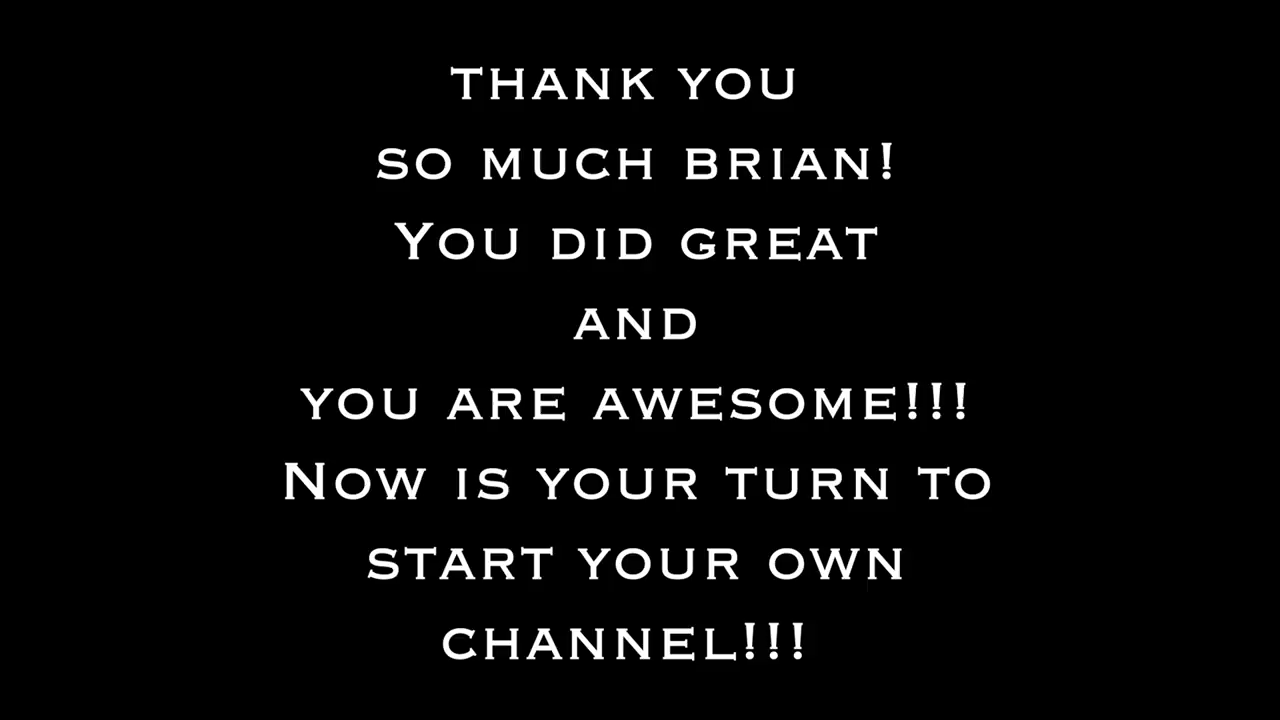 THANK YOU
SO MUCH BRIAN!
YOU DID GREAT
AND
YOU ARE AWESOME!!!
NOW IS YOUR TURN TO
START YOUR OWN
CHANNEL!!!